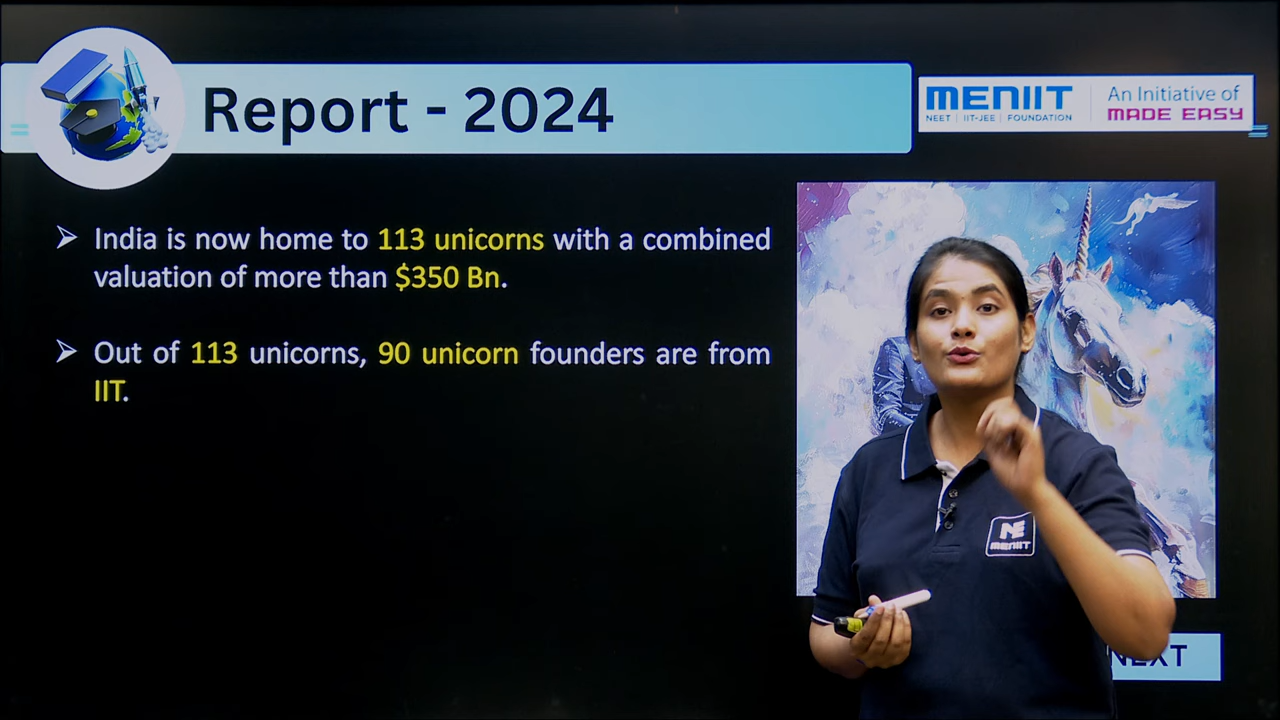 Report - 2024
MENIIT
NEET | IIT-JEE | FOUNDATION
An Initiative of
MADE EASY
➢ India is now home to 113 unicorns with a combined
valuation of more than $350 Bn.
➢ Out of 113 unicorns, 90 unicorn founders are from
IIT.
MENIIT
NEXT